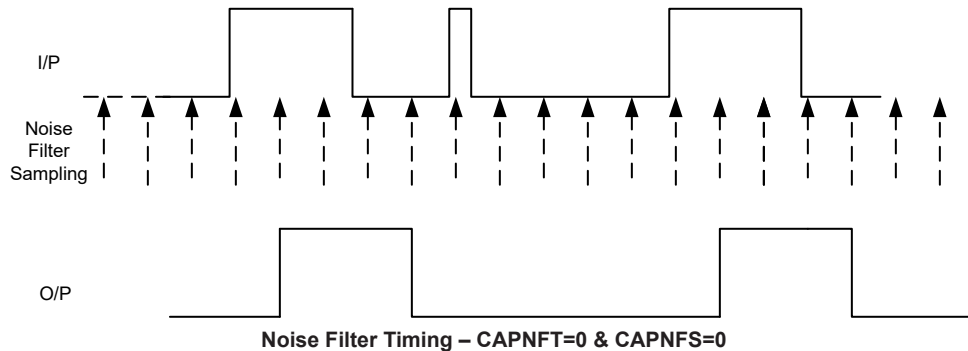 I/P
Noise
Filter
Sampling
O/P
Noise Filter Timing – CAPNFT=0 & CAPNFS=0